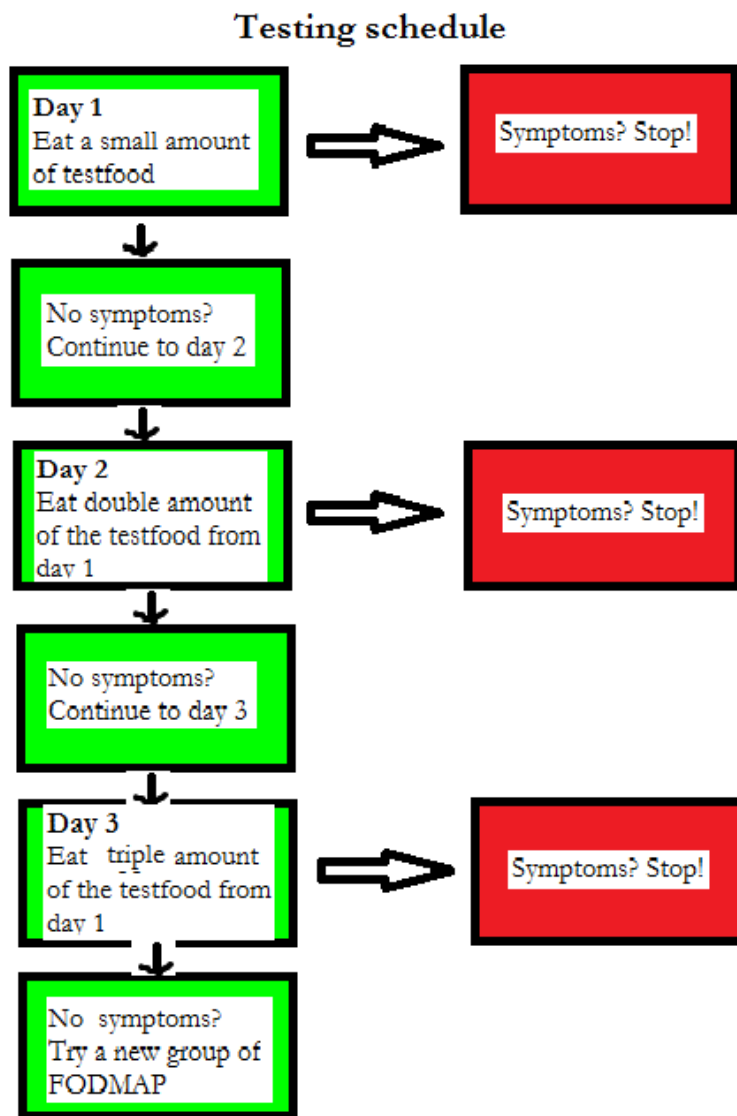 Testing schedule
Day 1
Eat a small amount
of testfood
Symptoms? Stop!
No symptoms?
Continue to day 2
Day 2
Eat double amount
of the testfood from
day 1
Symptoms? Stop!
No symptoms?
Continue to day 3
Day 3
Eat triple amount
of the testfood from
day 1
Symptoms? Stop!
No symptoms?
Try a new group of
FODMAP